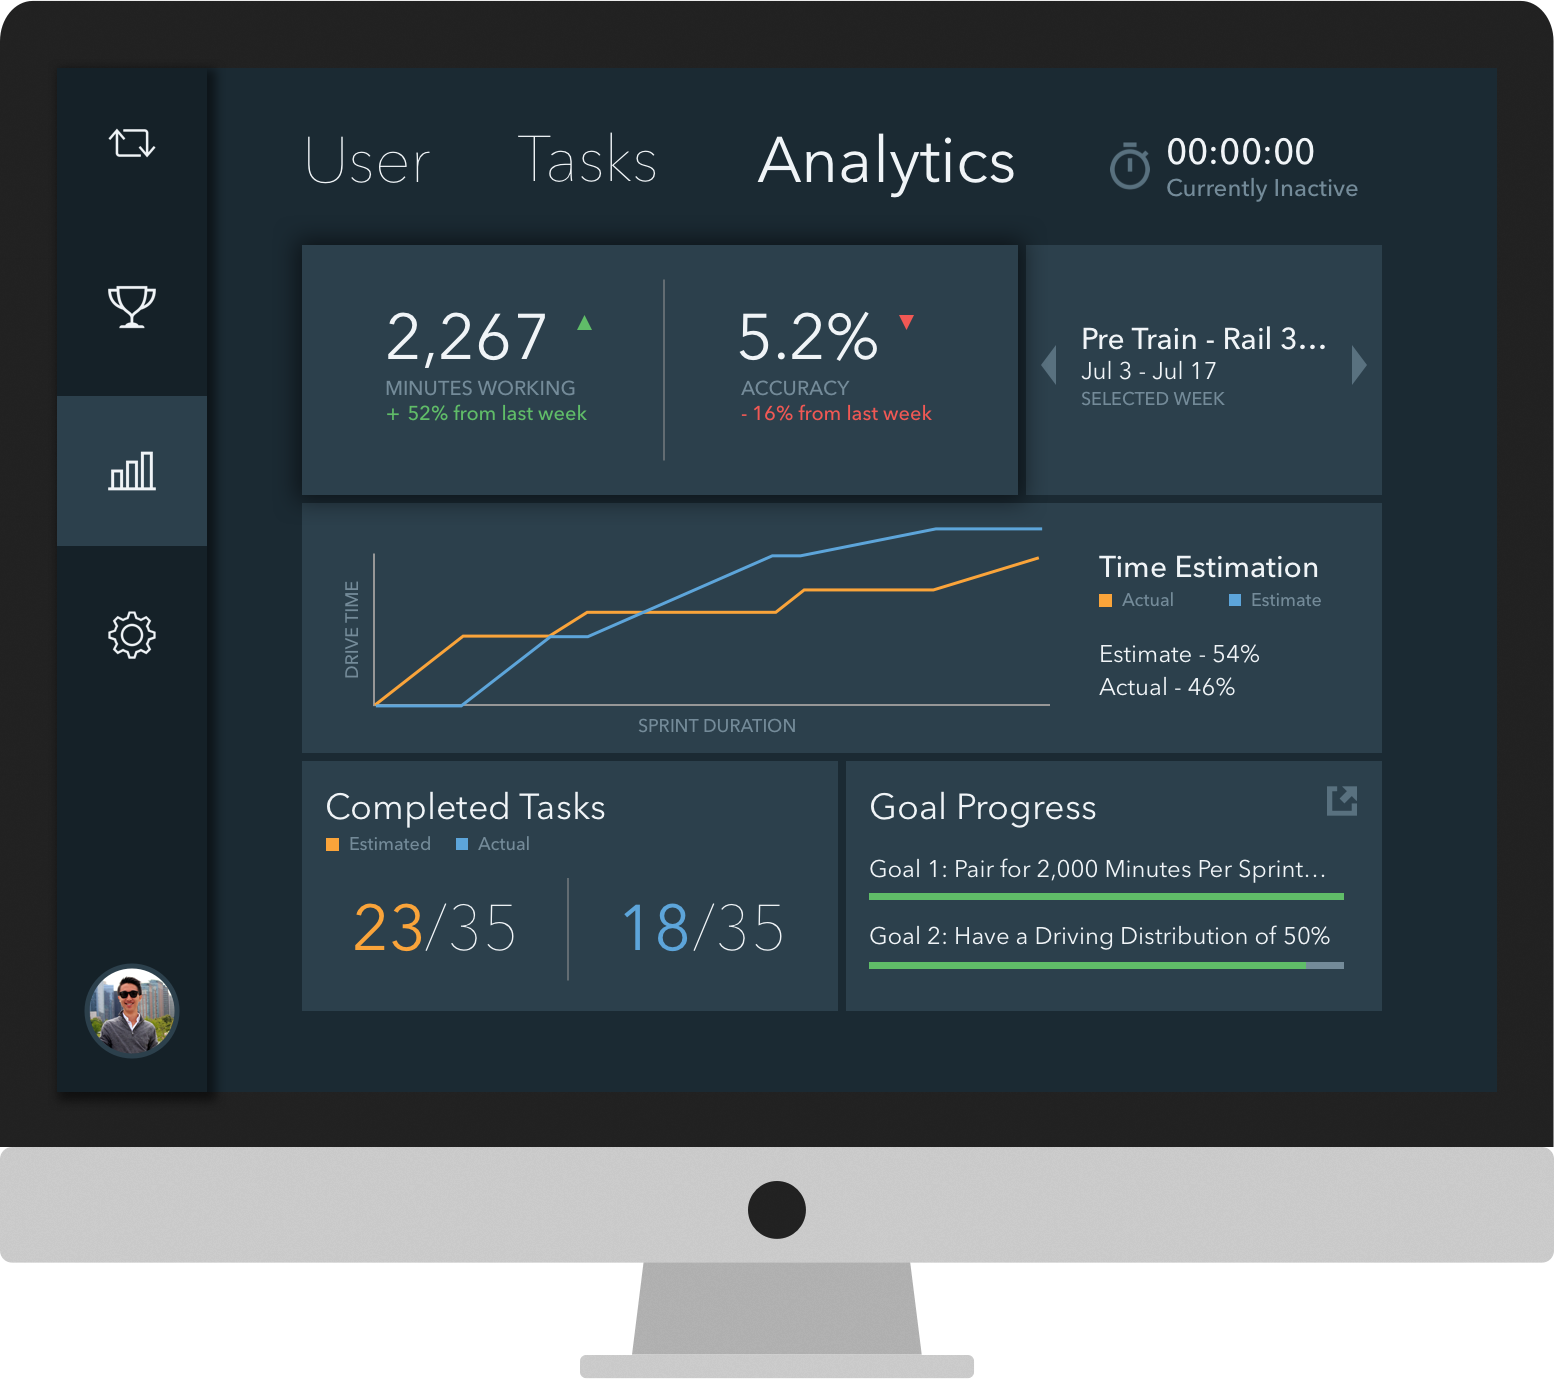 User
Tasks
Analytics
00:00:00
Currently Inactive
2,267
MINUTES WORKING
+ 52% from last week
5.2%
ACCURACY
- 16% from last week
Pre Train - Rail 3...
Jul 3 - Jul 17
SELECTED WEEK
DRIVE TIME
SPRINT DURATION
Time Estimation
Actual
Estimate
Estimate - 54%
Actual - 46%
Completed Tasks
Estimated
Actual
23/35
18/35
Goal Progress
Goal 1: Pair for 2,000 Minutes Per Sprint...
Goal 2: Have a Driving Distribution of 50%